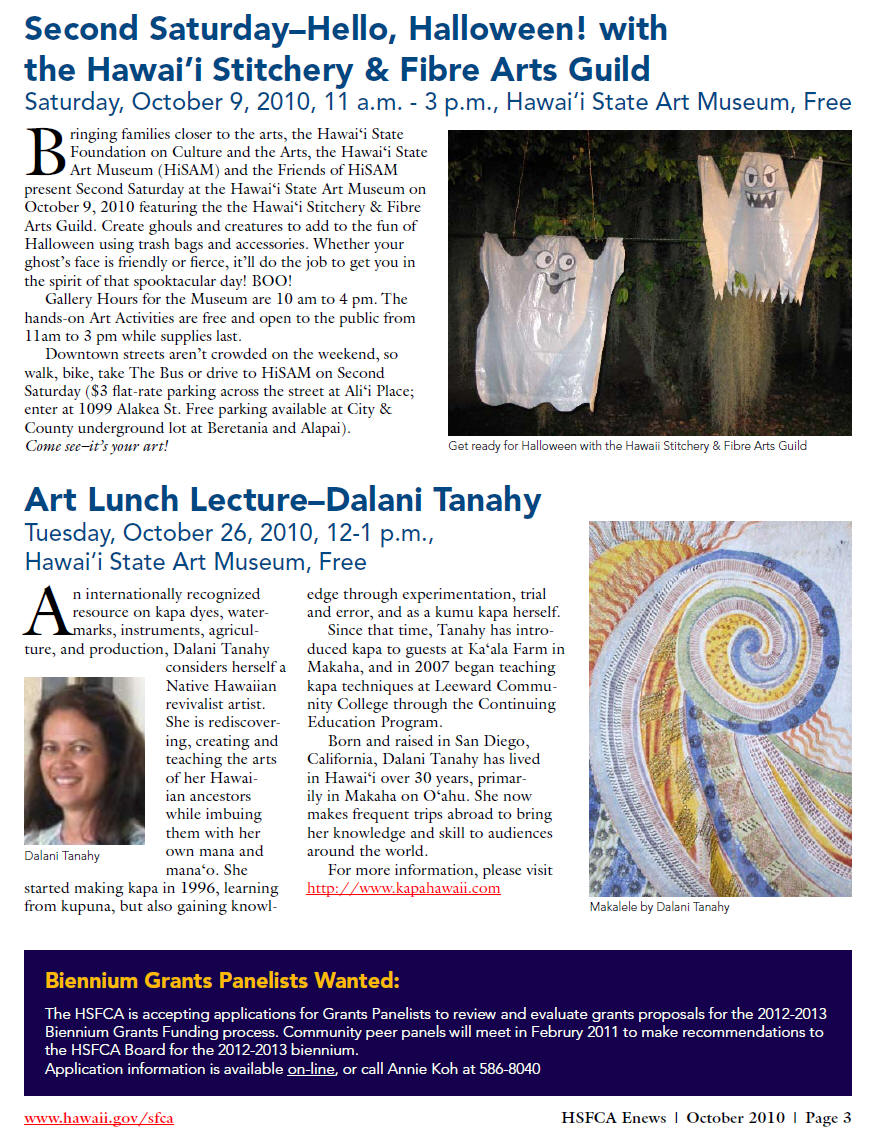 Second Saturday–Hello, Halloween! with
the Hawai‘i Stitchery & Fibre Arts Guild
Saturday, October 9, 2010, 11 a.m. - 3 p.m., Hawai‘i State Art Museum, Free
Bringing families closer to the arts, the Hawai‘i State
Foundation on Culture and the Arts, the Hawai‘i State
Art Museum (HiSAM) and the Friends of HiSAM
present Second Saturday at the Hawai‘i State Art Museum on
October 9, 2010 featuring the the Hawai‘i Stitchery & Fibre
Arts Guild. Create ghouls and creatures to add to the fun of
Halloween using trash bags and accessories. Whether your
ghost’s face is friendly or fierce, it’ll do the job to get you in
the spirit of that spooktacular day! BOO!
Gallery Hours for the Museum are 10 am to 4 pm. The
hands-on Art Activities are free and open to the public from
11am to 3 pm while supplies last.
Downtown streets aren’t crowded on the weekend, so
walk, bike, take The Bus or drive to HiSAM on Second
Saturday ($3 flat-rate parking across the street at Ali‘i Place;
enter at 1099 Alakea St. Free parking available at City &
County underground lot at Beretania and Alapai).
Come see–it’s your art!
Get ready for Halloween with the Hawaii Stitchery & Fibre Arts Guild
Art Lunch Lecture–Dalani Tanahy
Tuesday, October 26, 2010, 12-1 p.m.,
Hawai‘i State Art Museum, Free
An internationally recognized
resource on kapa dyes, water-
marks, instruments, agricul-
ture, and production, Dalani Tanahy
considers herself a
Native Hawaiian
revivalist artist.
She is rediscover-
ing, creating and
teaching the arts
of her Hawai-
ian ancestors
while imbuing
them with her
own mana and
mana‘o. She
started making kapa in 1996, learning
from kupuna, but also gaining knowl-
Dalani Tanahy
edge through experimentation, trial
and error, and as a kumu kapa herself.
Since that time, Tanahy has intro-
duced kapa to guests at Ka‘ala Farm in
Makaha, and in 2007 began teaching
kapa techniques at Leeward Commu-
nity College through the Continuing
Education Program.
Born and raised in San Diego,
California, Dalani Tanahy has lived
in Hawai‘i over 30 years, primar-
ily in Makaha on O‘ahu. She now
makes frequent trips abroad to bring
her knowledge and skill to audiences
around the world.
For more information, please visit
http://www.kapahawaii.com
Makalele by Dalani Tanahy
Biennium Grants Panelists Wanted:
The HSFCA is accepting applications for Grants Panelists to review and evaluate grants proposals for the 2012-2013
Biennium Grants Funding process. Community peer panels will meet in Februry 2011 to make recommendations to
the HSFCA Board for the 2012-2013 biennium.
Application information is available on-line, or call Annie Koh at 586-8040
www.hawaii.gov/sfca
HSFCA Enews | October 2010 | Page 3